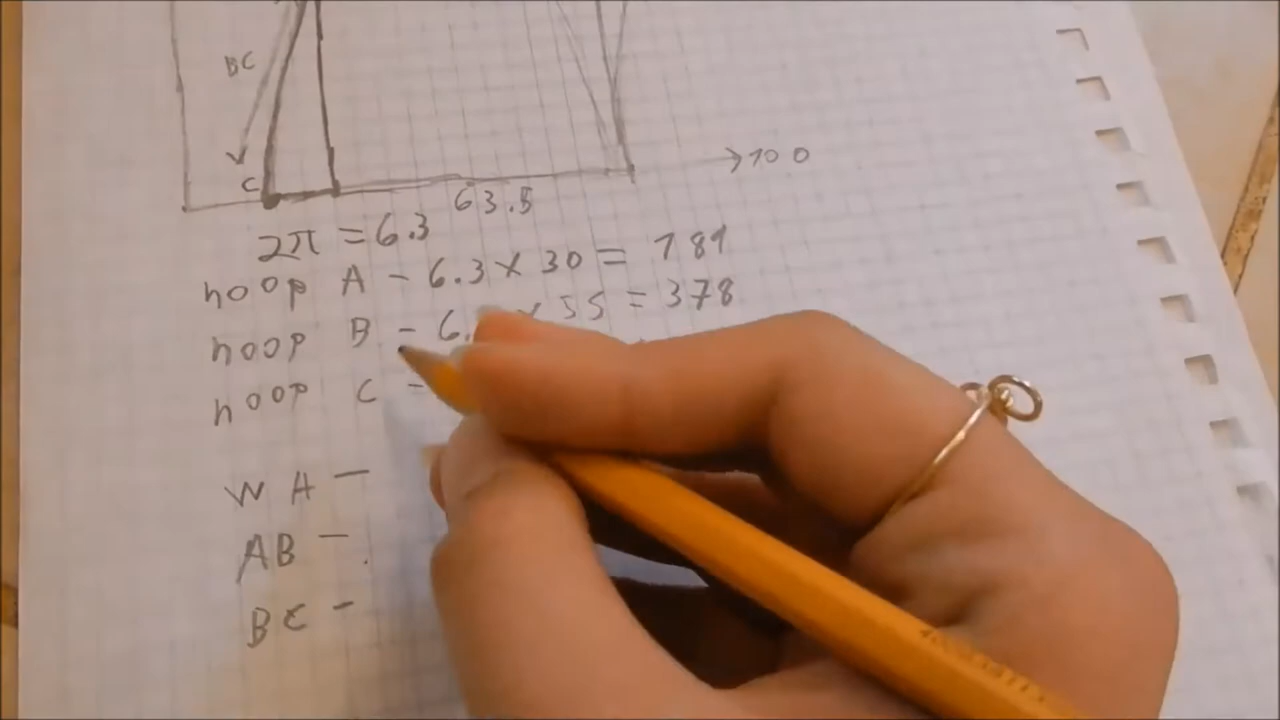 BC
C
→100
63.5
2π = 6.3
hoop A - 6.3 x 30 = 189
hoop B - 6. x 55 = 378
hoop C -
W A -
AB -
BC -